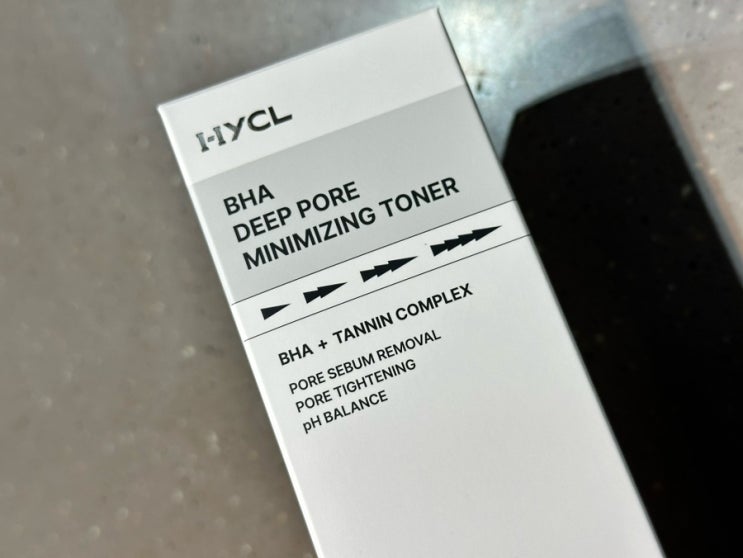 HYCL
BHA
DEEP PORE
MINIMIZING TONER
BHA + TANNIN COMPLEX
PORE SEBUM REMOVAL
PORE TIGHTENING
pH BALANCE